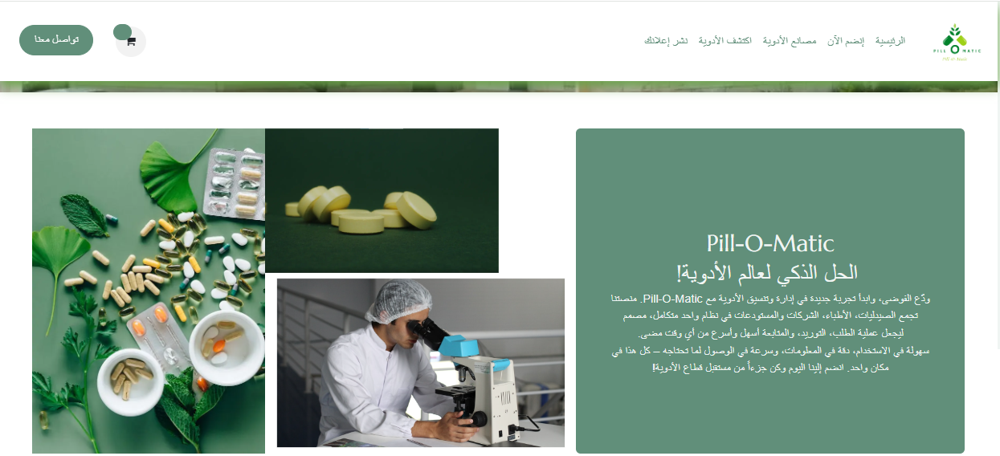 PILL O MATIC
Pill-O-Matic
الرئيسية
إنضم الآن
مصانع الأدوية
اكتشف الأدوية
نشر إعلانك
تواصل معنا
Pill-O-Matic
الحل الذكي لعالم الأدوية!
ودّع الفوضى، وابدأ تجربة جديدة في إدارة وتنسيق الأدوية مع Pill-O-Matic. منصتنا
تجمع الصيدليات، الأطباء، الشركات والمستودعات في نظام واحد متكامل، مصمم
ليجعل عملية الطلب، التوريد، والمتابعة أسهل وأسرع من أي وقت مضى.
سهولة في الاستخدام، دقة في المعلومات، وسرعة في الوصول لما تحتاجه – كل هذا في
مكان واحد. انضم إلينا اليوم وكن جزءاً من مستقبل قطاع الأدوية!